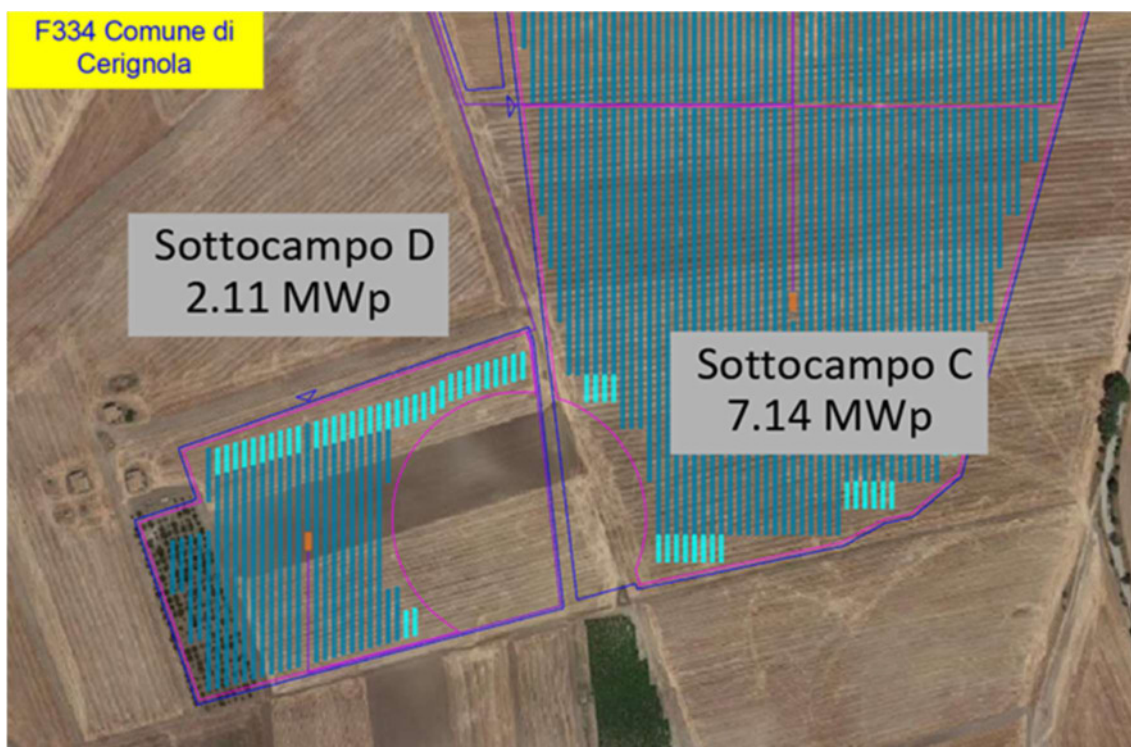 F334 Comune di
Cerignola
Sottocampo D
2.11 MWp
Sottocampo C
7.14 MWp